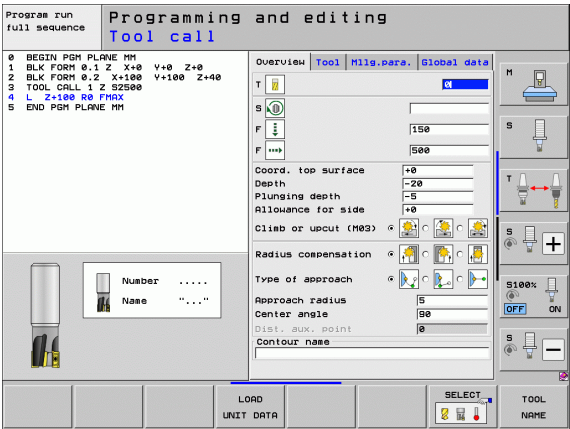 Program run
full sequence
Programming and editing
Tool call
0 BEGIN PGM PLANE MM
1 BLK FORM 0.1 Z X+0 Y+0 Z+0
2 BLK FORM 0.2 X+100 Y+100 Z+40
3 TOOL CALL 1 Z S2500
4 L Z+100 R0 FMAX
5 END PGM PLANE MM
Overview Tool Mllg.para. Global data
T 0
S
F 150
F 500
Coord. top surface +0
Depth -20
Plunging depth -5
Allowance for side +0
Climb or upcut (M03)
Radius compensation
Type of approach
Approach radius 5
Center angle 90
Dist. aux. point 0
Contour name
Number .....
Name "..."
M
S
T
S
S100%
OFF ON
S
LOAD
UNIT DATA
SELECT
TOOL
NAME